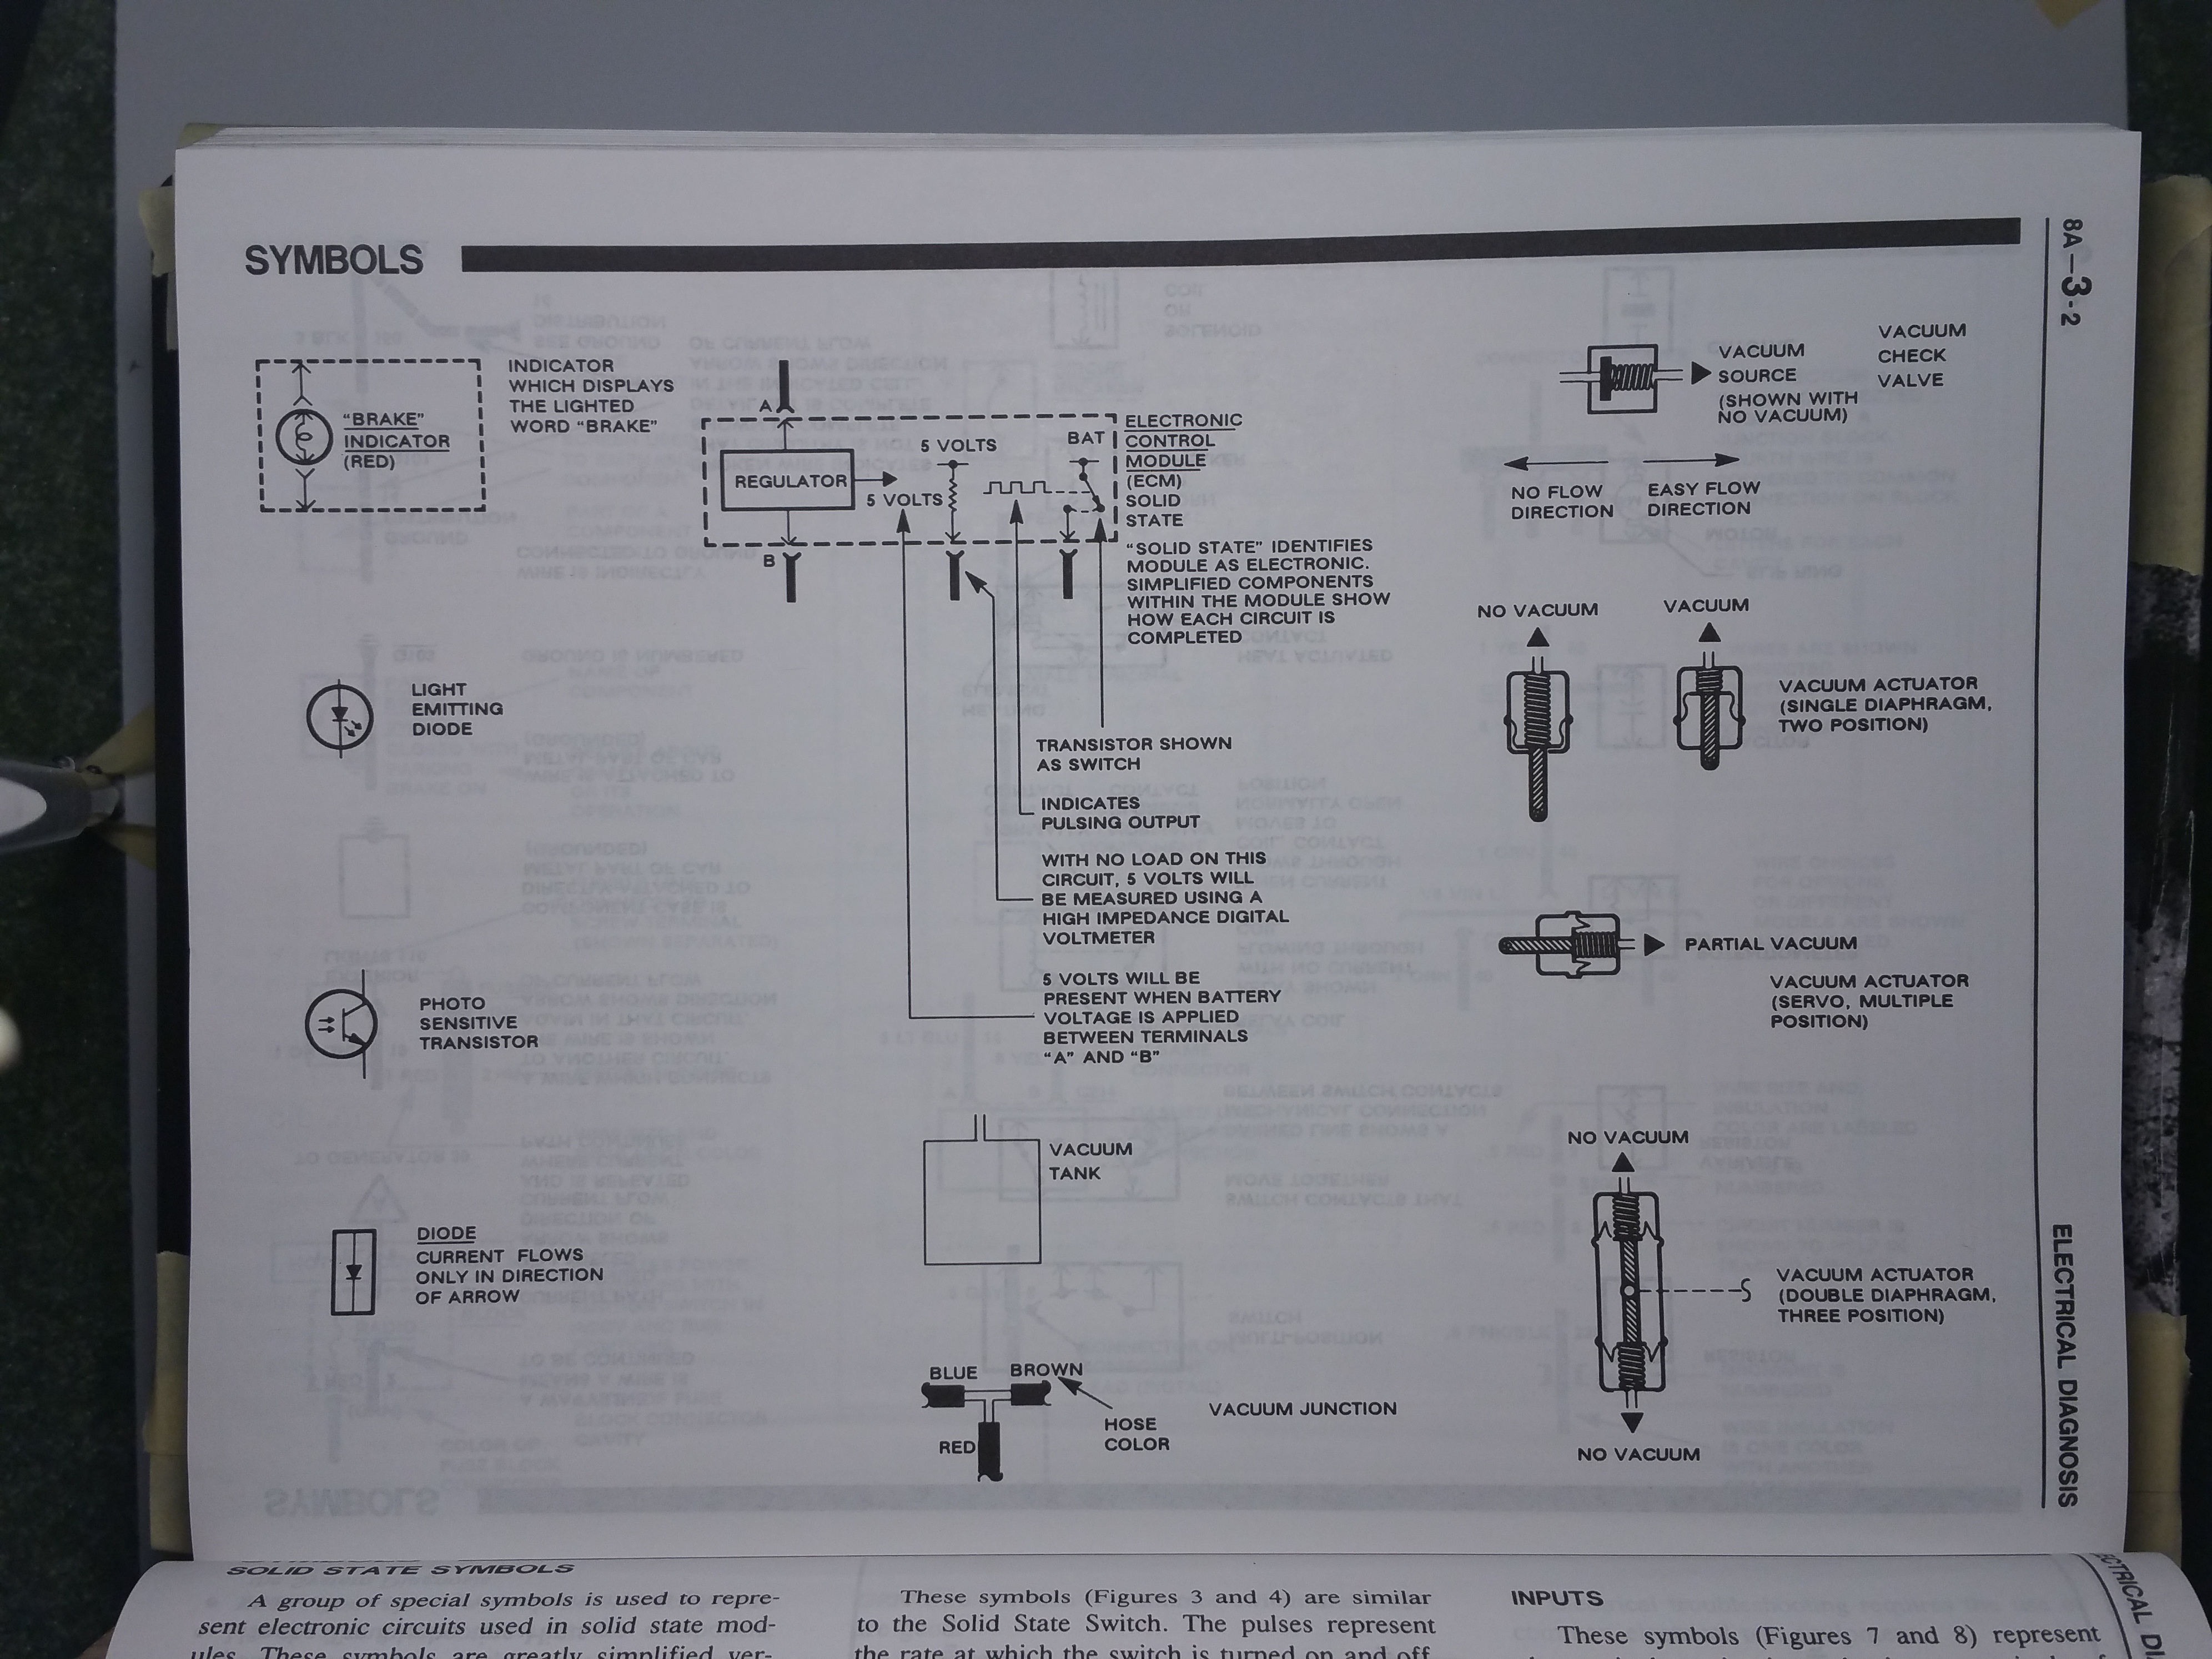 SYMBOLS
8A—3-2
ELECTRICAL DIAGNOSIS
"BRAKE"
INDICATOR
(RED)
INDICATOR
WHICH DISPLAYS
THE LIGHTED
WORD "BRAKE"
LIGHT
EMITTING
DIODE
PHOTO
SENSITIVE
TRANSISTOR
DIODE
CURRENT FLOWS
ONLY IN DIRECTION
OF ARROW
A
REGULATOR
5 VOLTS
5 VOLTS
BAT
B
ELECTRONIC
CONTROL
MODULE
(ECM)
SOLID
STATE
"SOLID STATE" IDENTIFIES
MODULE AS ELECTRONIC.
SIMPLIFIED COMPONENTS
WITHIN THE MODULE SHOW
HOW EACH CIRCUIT IS
COMPLETED
TRANSISTOR SHOWN
AS SWITCH
INDICATES
PULSING OUTPUT
WITH NO LOAD ON THIS
CIRCUIT, 5 VOLTS WILL
BE MEASURED USING A
HIGH IMPEDANCE DIGITAL
VOLTMETER
5 VOLTS WILL BE
PRESENT WHEN BATTERY
VOLTAGE IS APPLIED
BETWEEN TERMINALS
"A" AND "B"
VACUUM
TANK
BLUE
BROWN
RED
HOSE
COLOR
VACUUM JUNCTION
VACUUM
SOURCE
(SHOWN WITH
NO VACUUM)
VACUUM
CHECK
VALVE
NO FLOW
DIRECTION
EASY FLOW
DIRECTION
NO VACUUM
VACUUM
VACUUM ACTUATOR
(SINGLE DIAPHRAGM,
TWO POSITION)
PARTIAL VACUUM
VACUUM ACTUATOR
(SERVO, MULTIPLE
POSITION)
NO VACUUM
VACUUM ACTUATOR
(DOUBLE DIAPHRAGM,
THREE POSITION)
NO VACUUM
SOLID STATE SYMBOLS
A group of special symbols is used to repre-
sent electronic circuits used in solid state mod-
ules. These symbols are greatly simplified ver-
These symbols (Figures 3 and 4) are similar
to the Solid State Switch. The pulses represent
the rate at which the switch is turned on and off
INPUTS
These symbols (Figures 7 and 8) represent